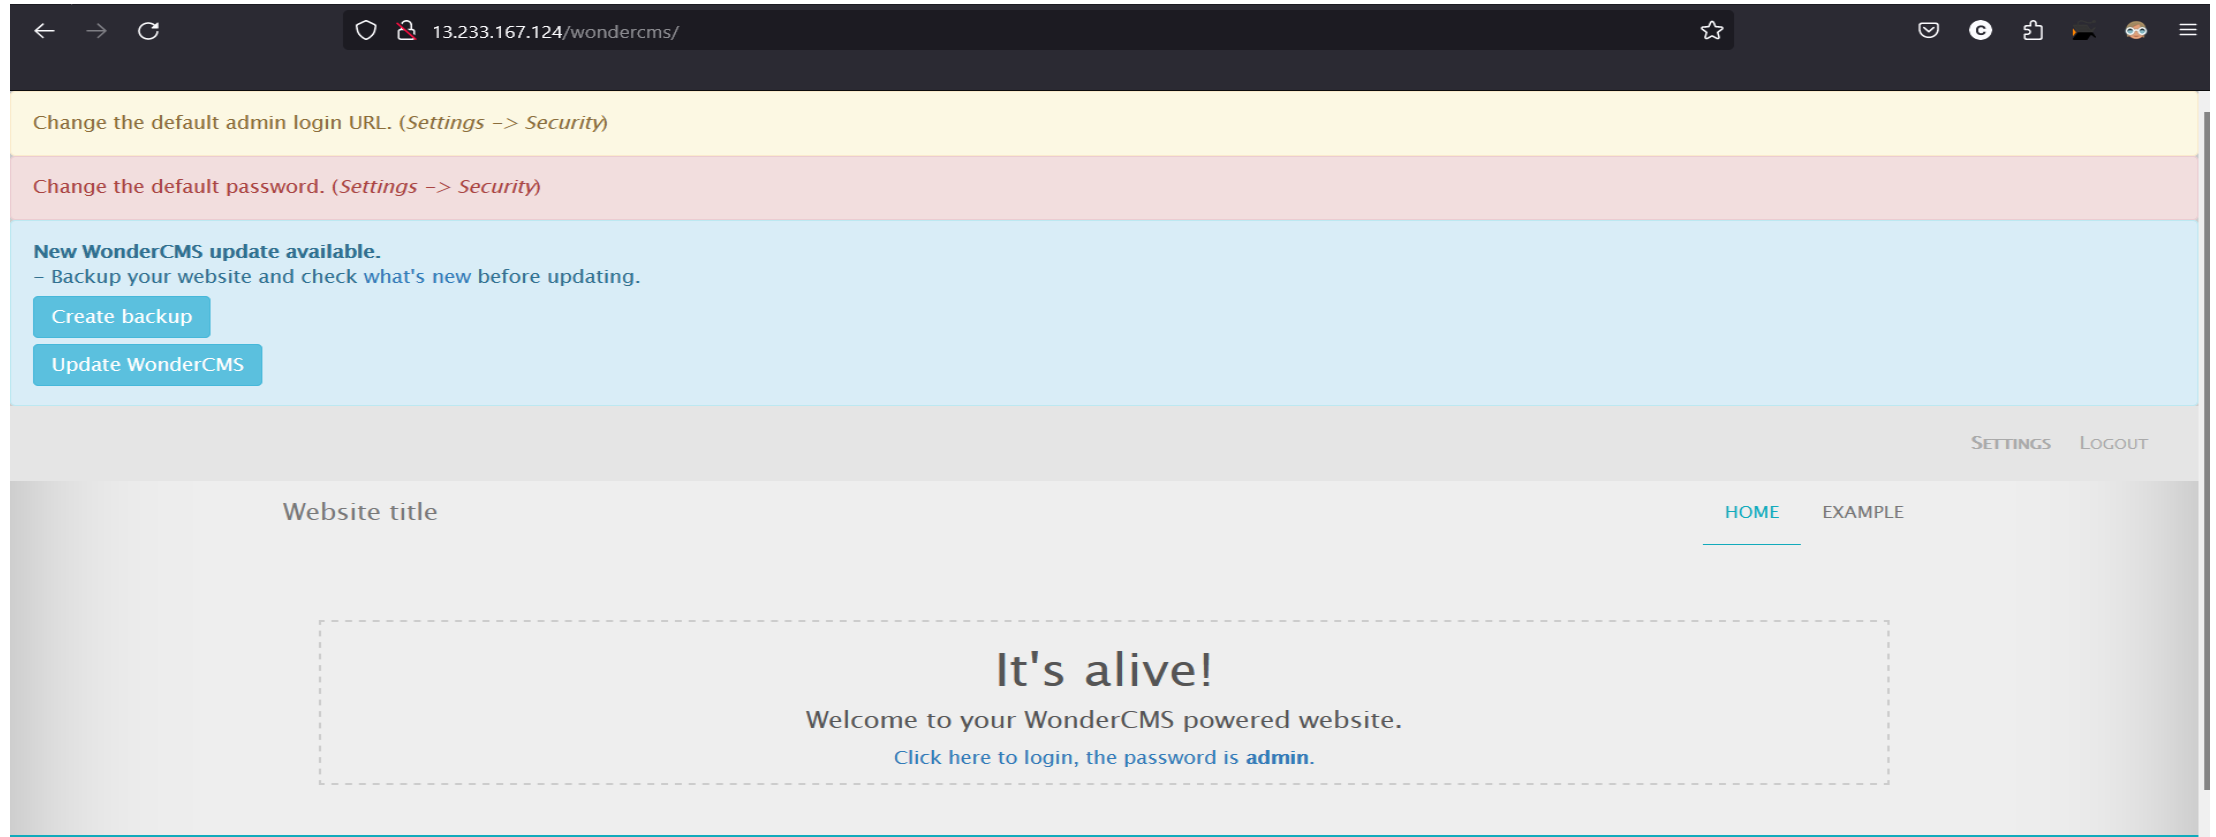 13.233.167.124/wondercms/
Change the default admin login URL. (Settings -> Security)
Change the default password. (Settings -> Security)
New WonderCMS update available.
- Backup your website and check what's new before updating.
Create backup
Update WonderCMS
SETTINGS LOGOUT
Website title HOME EXAMPLE
It's alive!
Welcome to your WonderCMS powered website.
Click here to login, the password is admin.